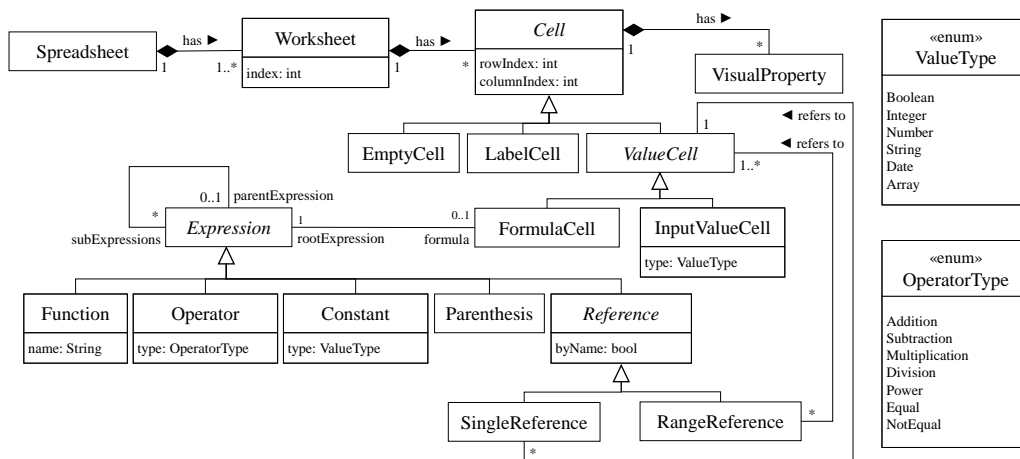 Spreadsheet
1
has ►
1..*
Worksheet
index: int
1
has ►
*
Cell
rowIndex: int
columnIndex: int
1
has ►
*
VisualProperty
«enum»
ValueType
Boolean
Integer
Number
String
Date
Array
EmptyCell
LabelCell
ValueCell
1
◄ refers to
◄ refers to
1..*
0..1
parentExpression
*
subExpressions
Expression
1
rootExpression
0..1
formula
FormulaCell
InputValueCell
type: ValueType
«enum»
OperatorType
Addition
Subtraction
Multiplication
Division
Power
Equal
NotEqual
Function
name: String
Operator
type: OperatorType
Constant
type: ValueType
Parenthesis
Reference
byName: bool
SingleReference
*
RangeReference
*